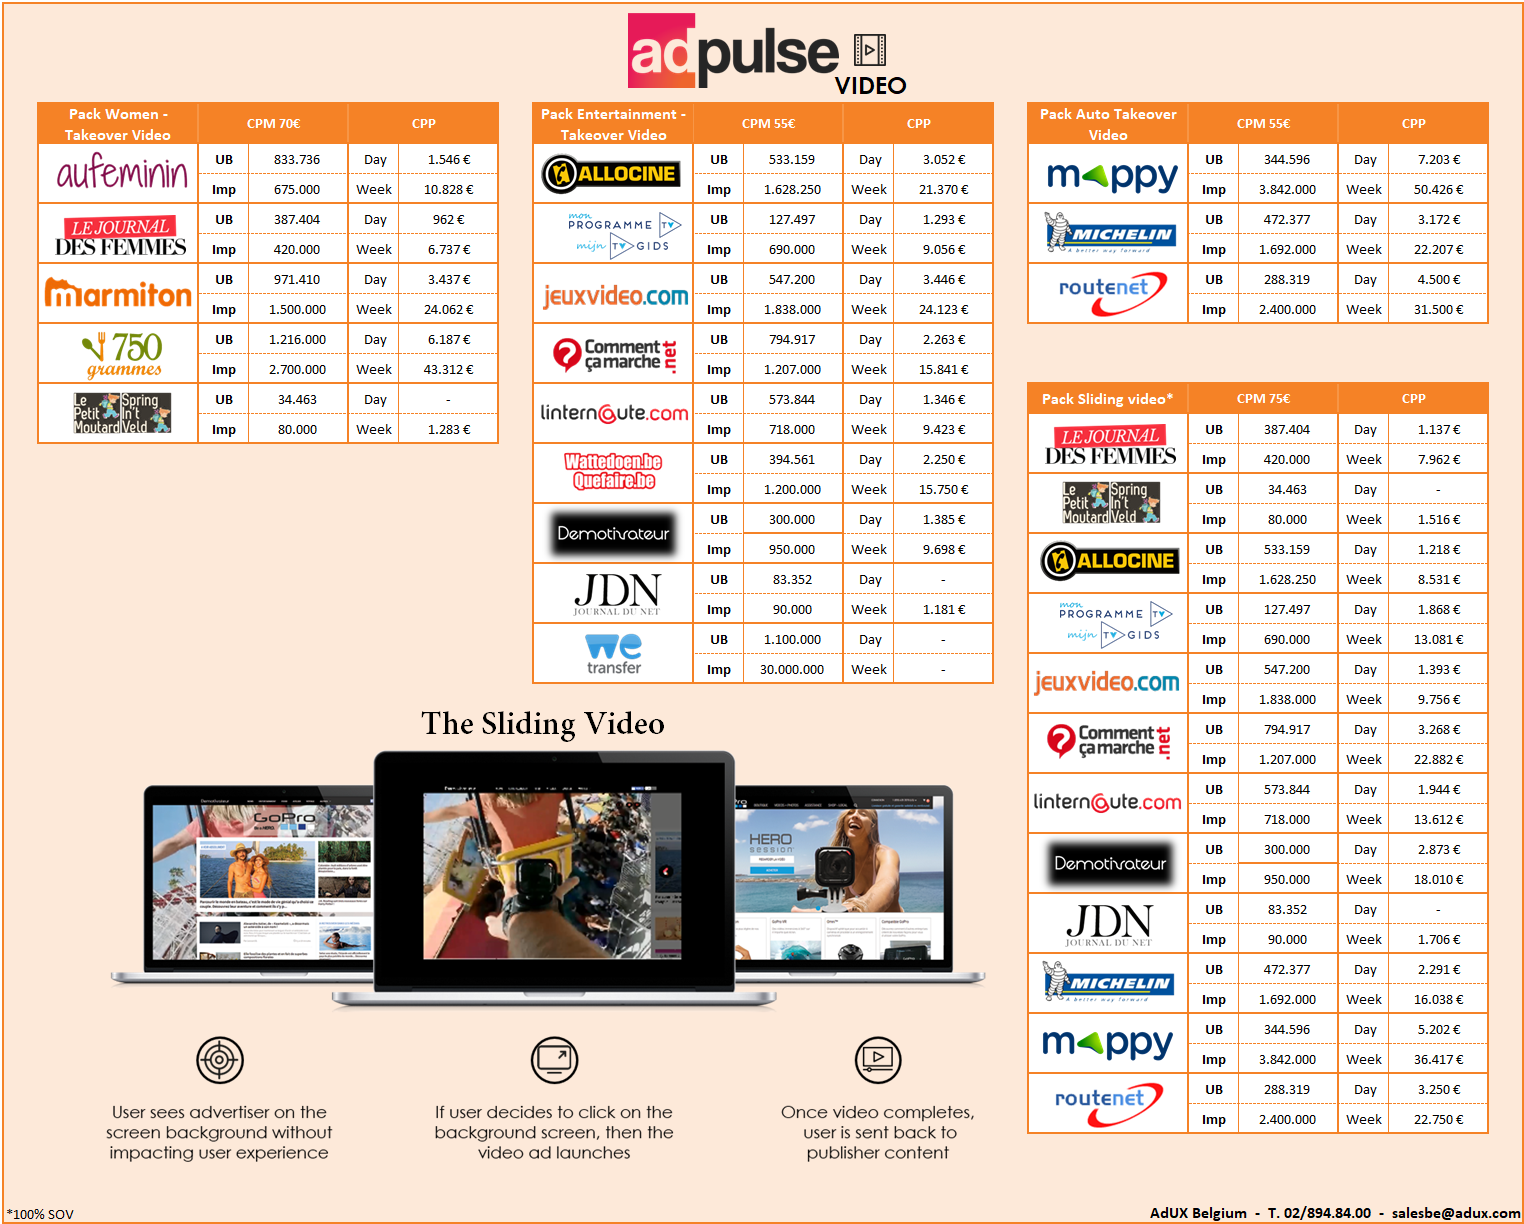 adpulse
VIDEO
Pack Women -
Takeover Video
CPM 70€
CPP
aufeminin
UB 833.736 Day 1.546 €
Imp 675.000 Week 10.828 €
LE JOURNAL
DES FEMMES
UB 387.404 Day 962 €
Imp 420.000 Week 6.737 €
marmiton
UB 971.410 Day 3.437 €
Imp 1.500.000 Week 24.062 €
750
grammes
UB 1.216.000 Day 6.187 €
Imp 2.700.000 Week 43.312 €
Le Spring
Petit In't
Moutard Veld
UB 34.463 Day -
Imp 80.000 Week 1.283 €
Pack Entertainment -
Takeover Video
CPM 55€
CPP
ALLOCINE
UB 533.159 Day 3.052 €
Imp 1.628.250 Week 21.370 €
mon
PROGRAMME TV
mijn TV GIDS
UB 127.497 Day 1.293 €
Imp 690.000 Week 9.056 €
jeuxvideo.com
UB 547.200 Day 3.446 €
Imp 1.838.000 Week 24.123 €
Comment
ça marche .net
UB 794.917 Day 2.263 €
Imp 1.207.000 Week 15.841 €
lintern@ute.com
UB 573.844 Day 1.346 €
Imp 718.000 Week 9.423 €
Wattedoen.be
Quefaire.be
UB 394.561 Day 2.250 €
Imp 1.200.000 Week 15.750 €
Demotivateur
UB 300.000 Day 1.385 €
Imp 950.000 Week 9.698 €
JDN
JOURNAL DU NET
UB 83.352 Day -
Imp 90.000 Week 1.181 €
we
transfer
UB 1.100.000 Day -
Imp 30.000.000 Week -
Pack Auto Takeover
Video
CPM 55€
CPP
mappy
UB 344.596 Day 7.203 €
Imp 3.842.000 Week 50.426 €
MICHELIN
A better way forward
UB 472.377 Day 3.172 €
Imp 1.692.000 Week 22.207 €
routenet
UB 288.319 Day 4.500 €
Imp 2.400.000 Week 31.500 €
Pack Sliding video*
CPM 75€
CPP
LE JOURNAL
DES FEMMES
UB 387.404 Day 1.137 €
Imp 420.000 Week 7.962 €
Le Spring
Petit In't
Moutard Veld
UB 34.463 Day -
Imp 80.000 Week 1.516 €
ALLOCINE
UB 533.159 Day 1.218 €
Imp 1.628.250 Week 8.531 €
mon
PROGRAMME TV
mijn TV GIDS
UB 127.497 Day 1.868 €
Imp 690.000 Week 13.081 €
jeuxvideo.com
UB 547.200 Day 1.393 €
Imp 1.838.000 Week 9.756 €
Comment
ça marche .net
UB 794.917 Day 3.268 €
Imp 1.207.000 Week 22.882 €
lintern@ute.com
UB 573.844 Day 1.944 €
Imp 718.000 Week 13.612 €
Demotivateur
UB 300.000 Day 2.873 €
Imp 950.000 Week 18.010 €
JDN
JOURNAL DU NET
UB 83.352 Day -
Imp 90.000 Week 1.706 €
MICHELIN
A better way forward
UB 472.377 Day 2.291 €
Imp 1.692.000 Week 16.038 €
mappy
UB 344.596 Day 5.202 €
Imp 3.842.000 Week 36.417 €
routenet
UB 288.319 Day 3.250 €
Imp 2.400.000 Week 22.750 €
The Sliding Video
Demotivateur
GoPro
HERO
SESSION
User sees advertiser on the
screen background without
impacting user experience
If user decides to click on the
background screen, then the
video ad launches
Once video completes,
user is sent back to
publisher content
*100% SOV
AdUX Belgium - T. 02/894.84.00 - salesbe@adux.com